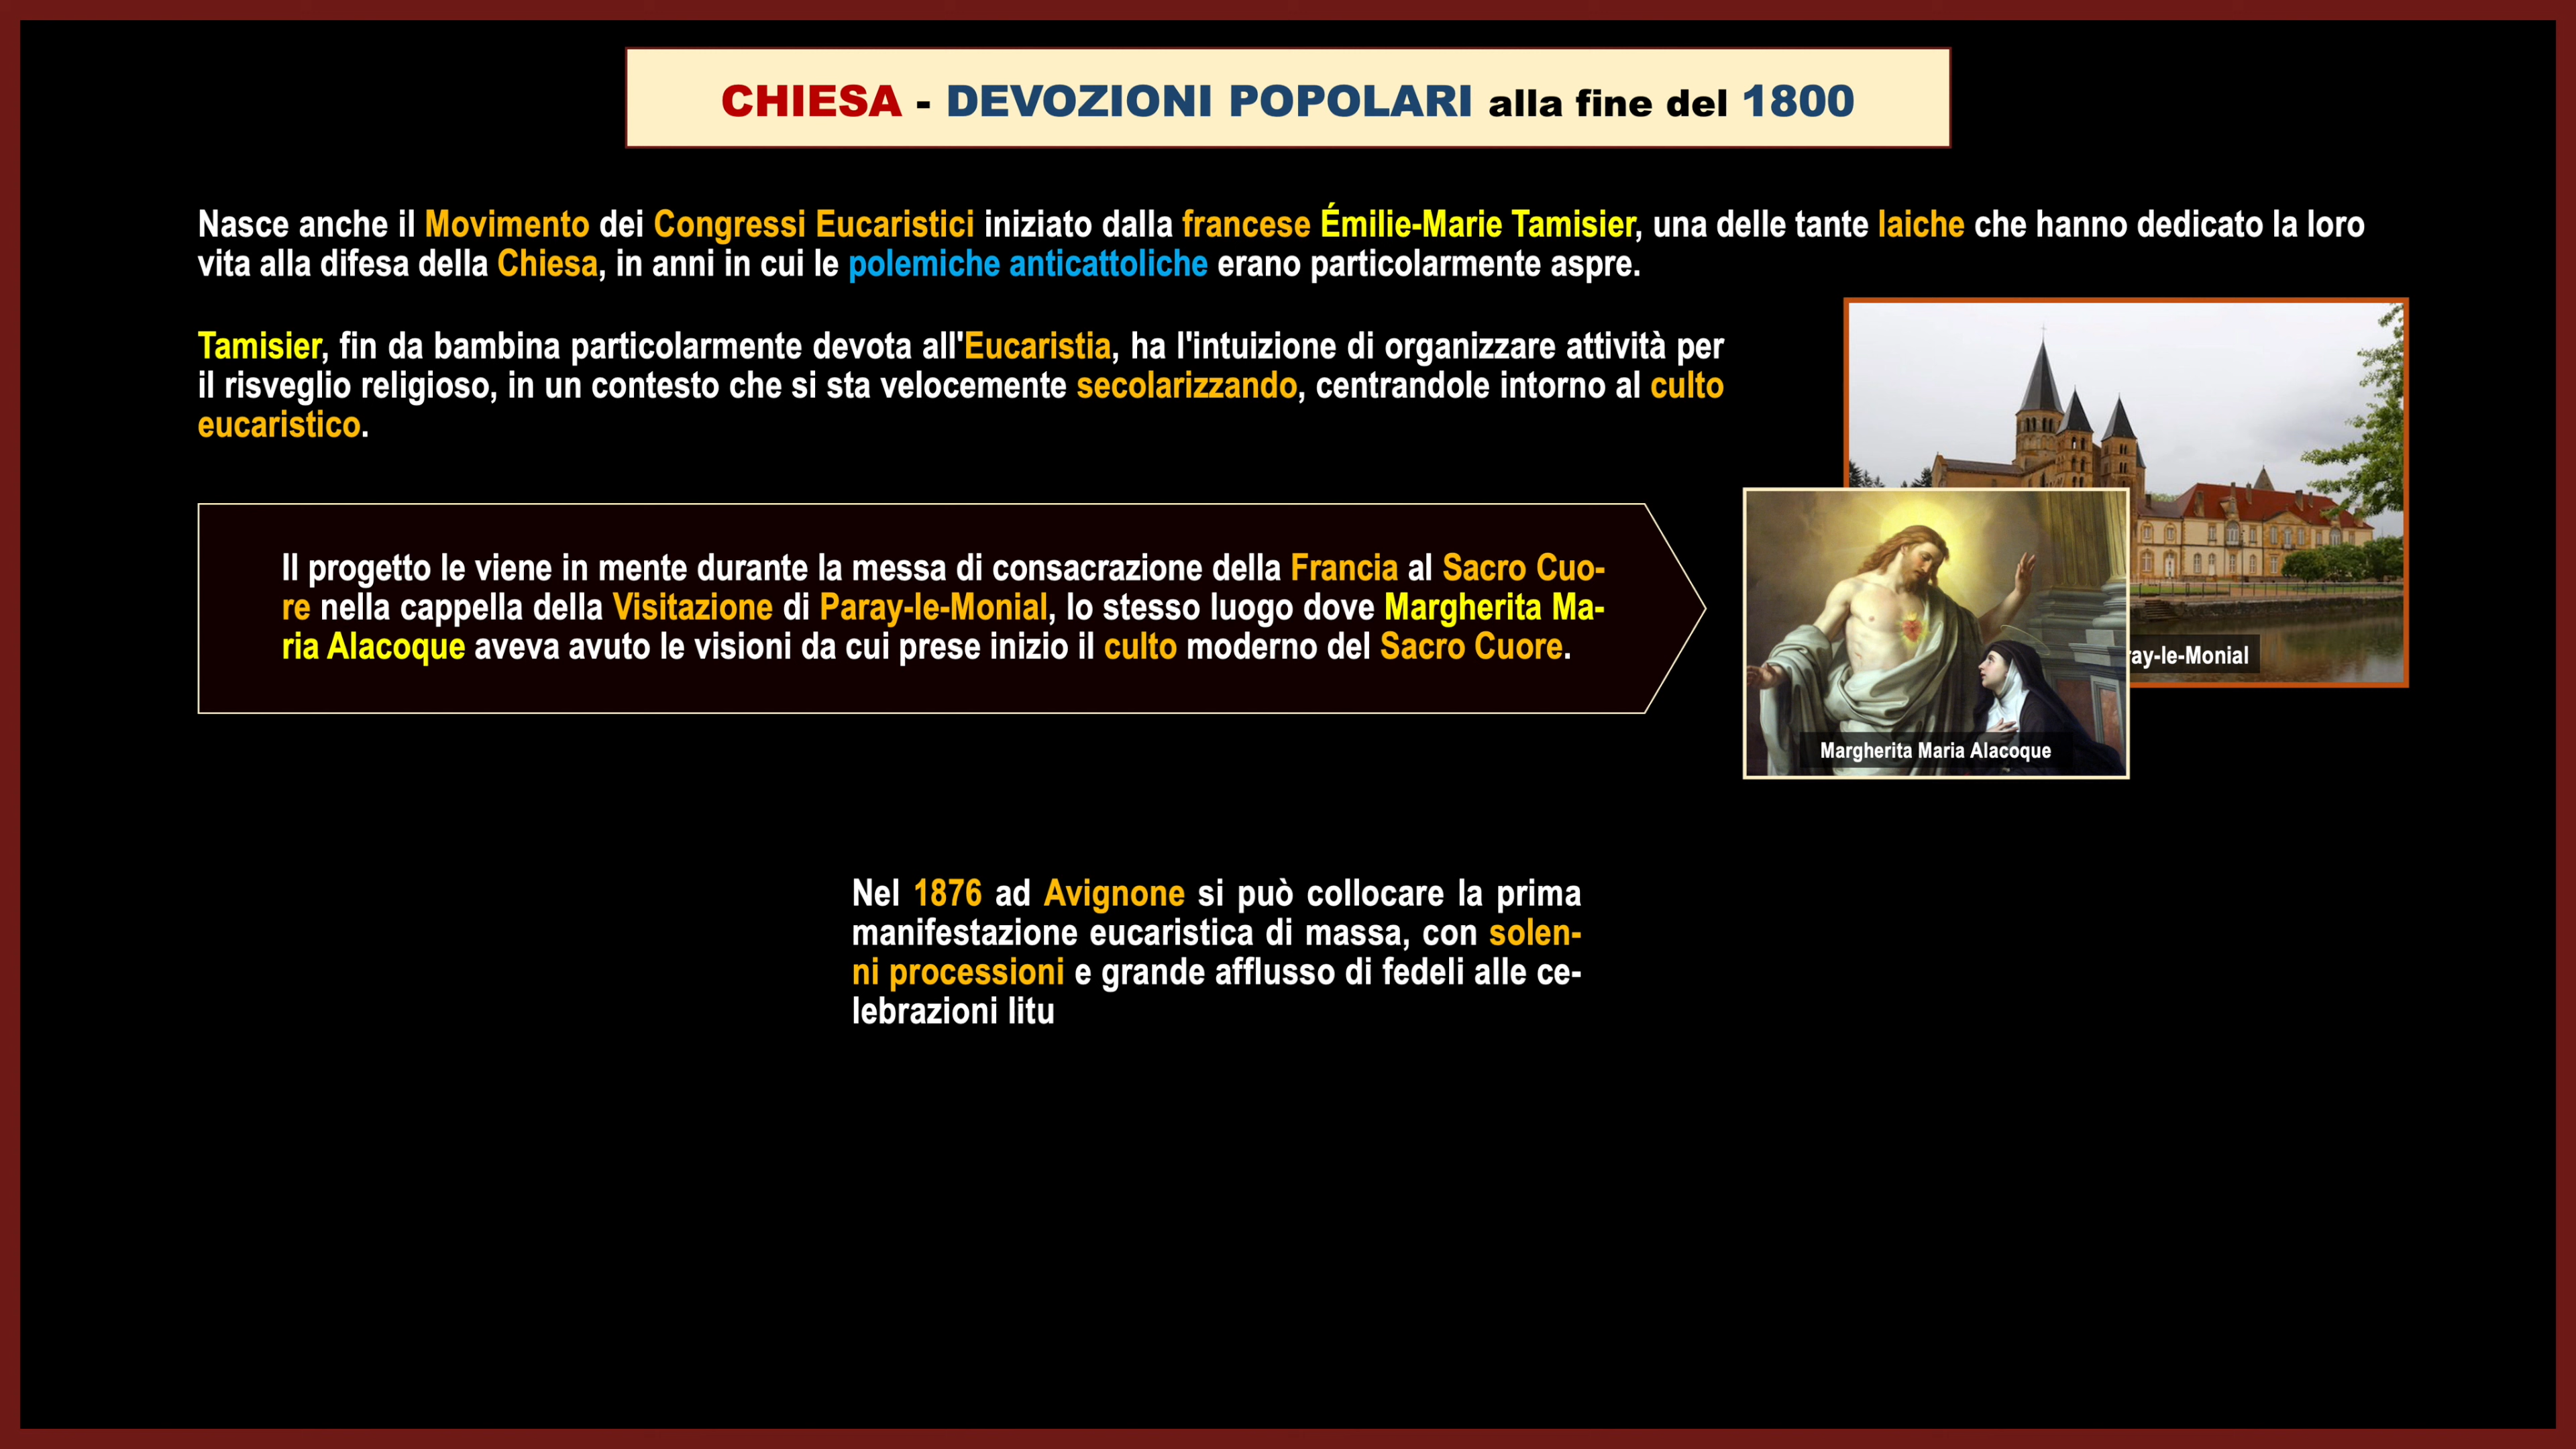 CHIESA - DEVOZIONI POPOLARI alla fine del 1800
Nasce anche il Movimento dei Congressi Eucaristici iniziato dalla francese Émilie-Marie Tamisier, una delle tante laiche che hanno dedicato la loro
vita alla difesa della Chiesa, in anni in cui le polemiche anticattoliche erano particolarmente aspre.
Tamisier, fin da bambina particolarmente devota all'Eucaristia, ha l'intuizione di organizzare attività per
il risveglio religioso, in un contesto che si sta velocemente secolarizzando, centrandole intorno al culto
eucaristico.
Il progetto le viene in mente durante la messa di consacrazione della Francia al Sacro Cuo-
re nella cappella della Visitazione di Paray-le-Monial, lo stesso luogo dove Margherita Ma-
ria Alacoque aveva avuto le visioni da cui prese inizio il culto moderno del Sacro Cuore.
ray-le-Monial
Margherita Maria Alacoque
Nel 1876 ad Avignone si può collocare la prima
manifestazione eucaristica di massa, con solen-
ni processioni e grande afflusso di fedeli alle ce-
lebrazioni litu